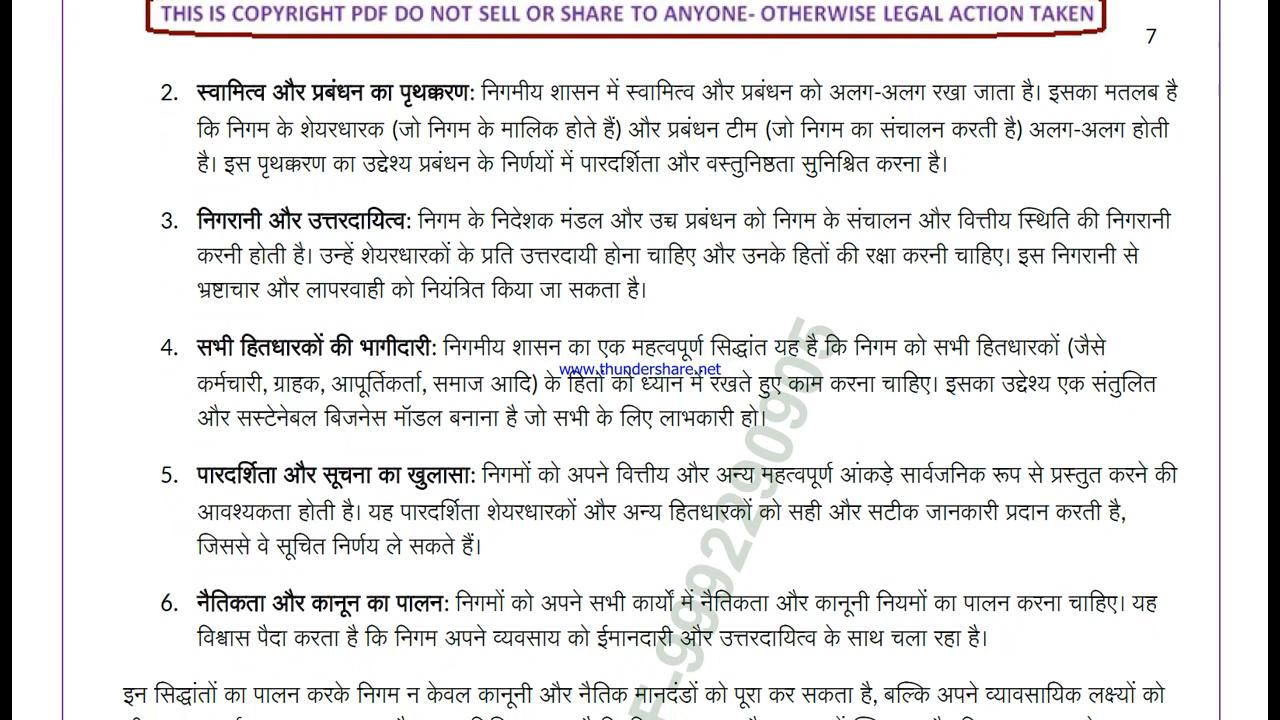 THIS IS COPYRIGHT PDF DO NOT SELL OR SHARE TO ANYONE- OTHERWISE LEGAL ACTION TAKEN
7
2. स्वामित्व और प्रबंधन का पृथक्करण: निगमीय शासन में स्वामित्व और प्रबंधन को अलग-अलग रखा जाता है। इसका मतलब है
कि निगम के शेयरधारक (जो निगम के मालिक होते हैं) और प्रबंधन टीम (जो निगम का संचालन करती है) अलग-अलग होती
है। इस पृथक्करण का उद्देश्य प्रबंधन के निर्णयों में पारदर्शिता और वस्तुनिष्ठता सुनिश्चित करना है।
3. निगरानी और उत्तरदायित्व: निगम के निदेशक मंडल और उच्च प्रबंधन को निगम के संचालन और वित्तीय स्थिति की निगरानी
करनी होती है। उन्हें शेयरधारकों के प्रति उत्तरदायी होना चाहिए और उनके हितों की रक्षा करनी चाहिए। इस निगरानी से
भ्रष्टाचार और लापरवाही को नियंत्रित किया जा सकता है।
4. सभी हितधारकों की भागीदारी: निगमीय शासन का एक महत्वपूर्ण सिद्धांत यह है कि निगम को सभी हितधारकों (जैसे
www.thundershare.net
कर्मचारी, ग्राहक, आपूर्तिकर्ता, समाज आदि) के हितों को ध्यान में रखते हुए काम करना चाहिए। इसका उद्देश्य एक संतुलित
और सस्टेनेबल बिजनेस मॉडल बनाना है जो सभी के लिए लाभकारी हो।
5. पारदर्शिता और सूचना का खुलासा: निगमों को अपने वित्तीय और अन्य महत्वपूर्ण आंकड़े सार्वजनिक रूप से प्रस्तुत करने की
आवश्यकता होती है। यह पारदर्शिता शेयरधारकों और अन्य हितधारकों को सही और सटीक जानकारी प्रदान करती है,
जिससे वे सूचित निर्णय ले सकते हैं।
6. नैतिकता और कानून का पालन: निगमों को अपने सभी कार्यों में नैतिकता और कानूनी नियमों का पालन करना चाहिए। यह
विश्वास पैदा करता है कि निगम अपने व्यवसाय को ईमानदारी और उत्तरदायित्व के साथ चला रहा है।
इन सिद्धांतों का पालन करके निगम न केवल कानूनी और नैतिक मानदंडों को पूरा कर सकता है, बल्कि अपने व्यावसायिक लक्ष्यों को